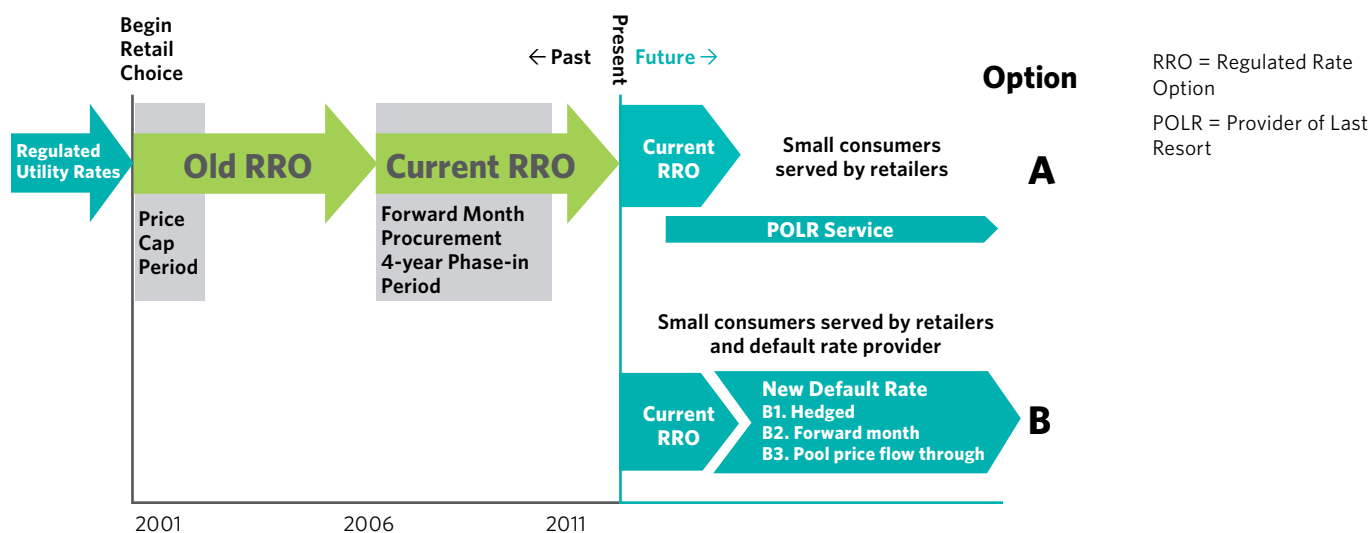 Begin
Retail
Choice
← Past
Present
Future →
Option
RRO = Regulated Rate
Option
POLR = Provider of Last
Resort
Regulated
Utility Rates
Old RRO
Current RRO
Current
RRO
Small consumers
served by retailers
A
Price
Cap
Period
Forward Month
Procurement
4-year Phase-in
Period
POLR Service
Small consumers served by retailers
and default rate provider
Current
RRO
New Default Rate
B1. Hedged
B2. Forward month
B3. Pool price flow through
B
2001
2006
2011